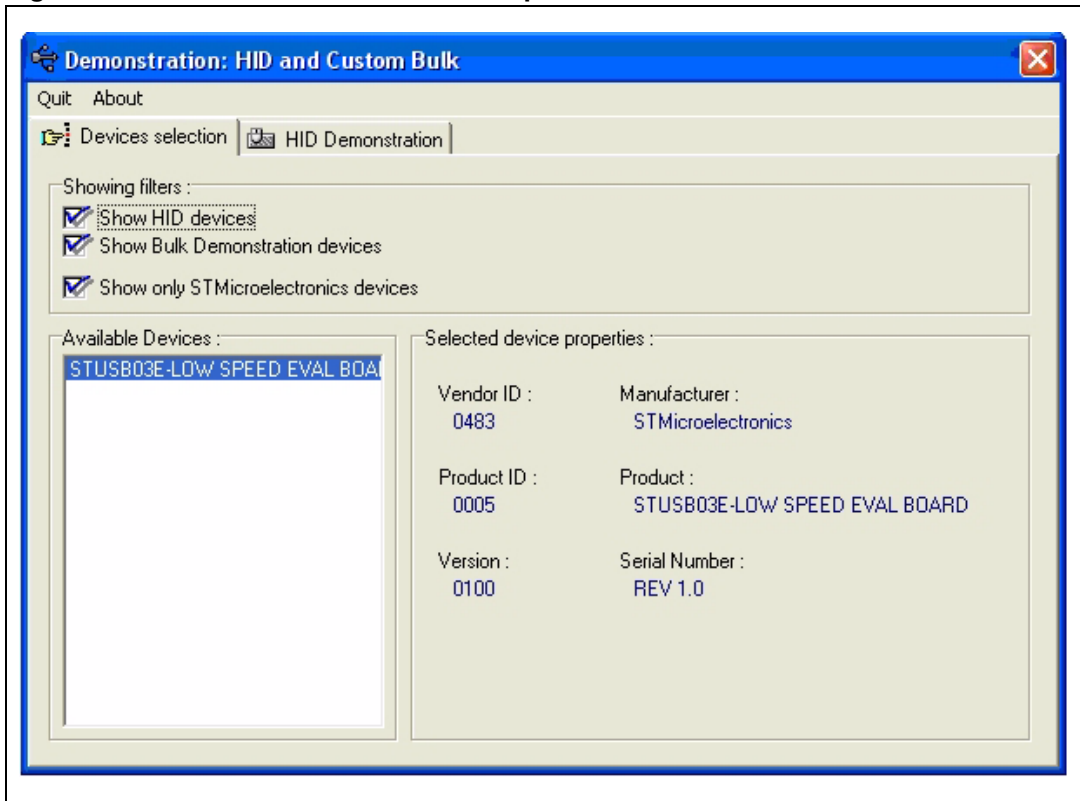 Demonstration: HID and Custom Bulk
Quit About
Devices selection HID Demonstration
Showing filters :
Show HID devices
Show Bulk Demonstration devices
Show only STMicroelectronics devices
Available Devices :
STUSB03E-LOW SPEED EVAL BOA
Selected device properties :
Vendor ID : Manufacturer :
0483 STMicroelectronics
Product ID : Product :
0005 STUSB03E-LOW SPEED EVAL BOARD
Version : Serial Number :
0100 REV 1.0